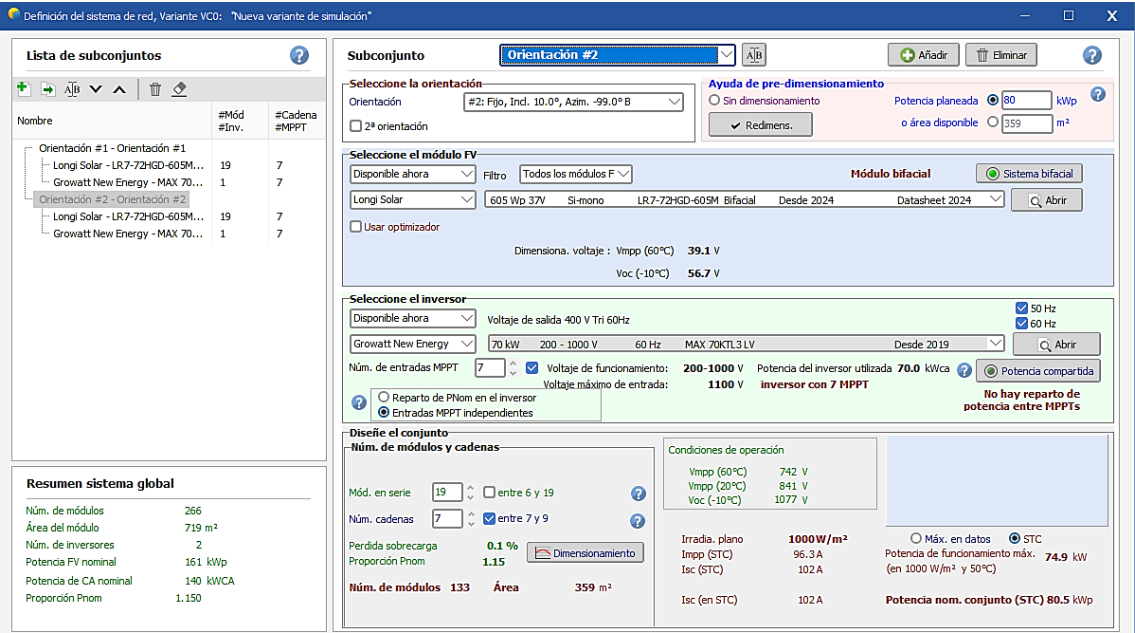 Definición del sistema de red, Variante VC0:   "Nueva variante de simulación"
Lista de subconjuntos
Nombre
#Mód
#Inv.
#Cadena
#MPPT
Orientación #1 - Orientación #1
Longi Solar - LR7-72HGD-605M... 19 7
Growatt New Energy - MAX 70... 1 7
Orientación #2 - Orientación #2
Longi Solar - LR7-72HGD-605M... 19 7
Growatt New Energy - MAX 70... 1 7
Resumen sistema global
Núm. de módulos 266
Área del módulo 719 m²
Núm. de inversores 2
Potencia FV nominal 161 kWp
Potencia de CA nominal 140 kWCA
Proporción Pnom 1.150
Subconjunto Orientación #2 A|B Añadir Eliminar
Seleccione la orientación
Orientación #2: Fijo, Incl. 10.0°, Azim. -99.0° B
2ª orientación
Ayuda de pre-dimensionamiento
Sin dimensionamiento Potencia planeada 80 kWp
Redimens. o área disponible 359 m²
Seleccione el módulo FV
Disponible ahora Filtro Todos los módulos F Módulo bifacial Sistema bifacial
Longi Solar 605 Wp 37V Si-mono LR7-72HGD-605M Bifacial Desde 2024 Datasheet 2024 Abrir
Usar optimizador
Dimensiona. voltaje : Vmpp (60°C) 39.1 V
Voc (-10°C) 56.7 V
Seleccione el inversor
Disponible ahora Voltaje de salida 400 V Tri 60Hz
50 Hz
60 Hz
Growatt New Energy 70 kW 200 - 1000 V 60 Hz MAX 70KTL3 LV Desde 2019 Abrir
Núm. de entradas MPPT 7 Voltaje de funcionamiento: 200-1000 V Potencia del inversor utilizada 70.0 kWca Potencia compartida
Voltaje máximo de entrada: 1100 V inversor con 7 MPPT
Reparto de PNom en el inversor
Entradas MPPT independientes
No hay reparto de
potencia entre MPPTs
Diseñe el conjunto
Núm. de módulos y cadenas
Mód. en serie 19 entre 6 y 19
Núm. cadenas 7 entre 7 y 9
Perdida sobrecarga 0.1 %
Proporción Pnom 1.15
Dimensionamiento
Núm. de módulos 133 Área 359 m²
Condiciones de operación
Vmpp (60°C) 742 V
Vmpp (20°C) 841 V
Voc (-10°C) 1077 V
Irradia. plano 1000 W/m²
Impp (STC) 96.3 A
Isc (STC) 102 A
Isc (en STC) 102 A
Máx. en datos STC
Potencia de funcionamiento máx. 74.9 kW
(en 1000 W/m² y 50°C)
Potencia nom. conjunto (STC) 80.5 kWp